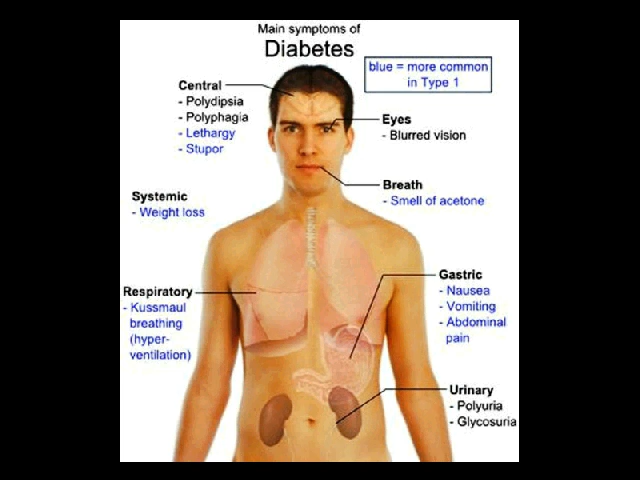 Main symptoms of
Diabetes
blue = more common
in Type 1
Central
- Polydipsia
- Polyphagia
- Lethargy
- Stupor
Eyes
- Blurred vision
Breath
- Smell of acetone
Systemic
- Weight loss
Respiratory
- Kussmaul
breathing
(hyper-
ventilation)
Gastric
- Nausea
- Vomiting
- Abdominal
pain
Urinary
- Polyuria
- Glycosuria